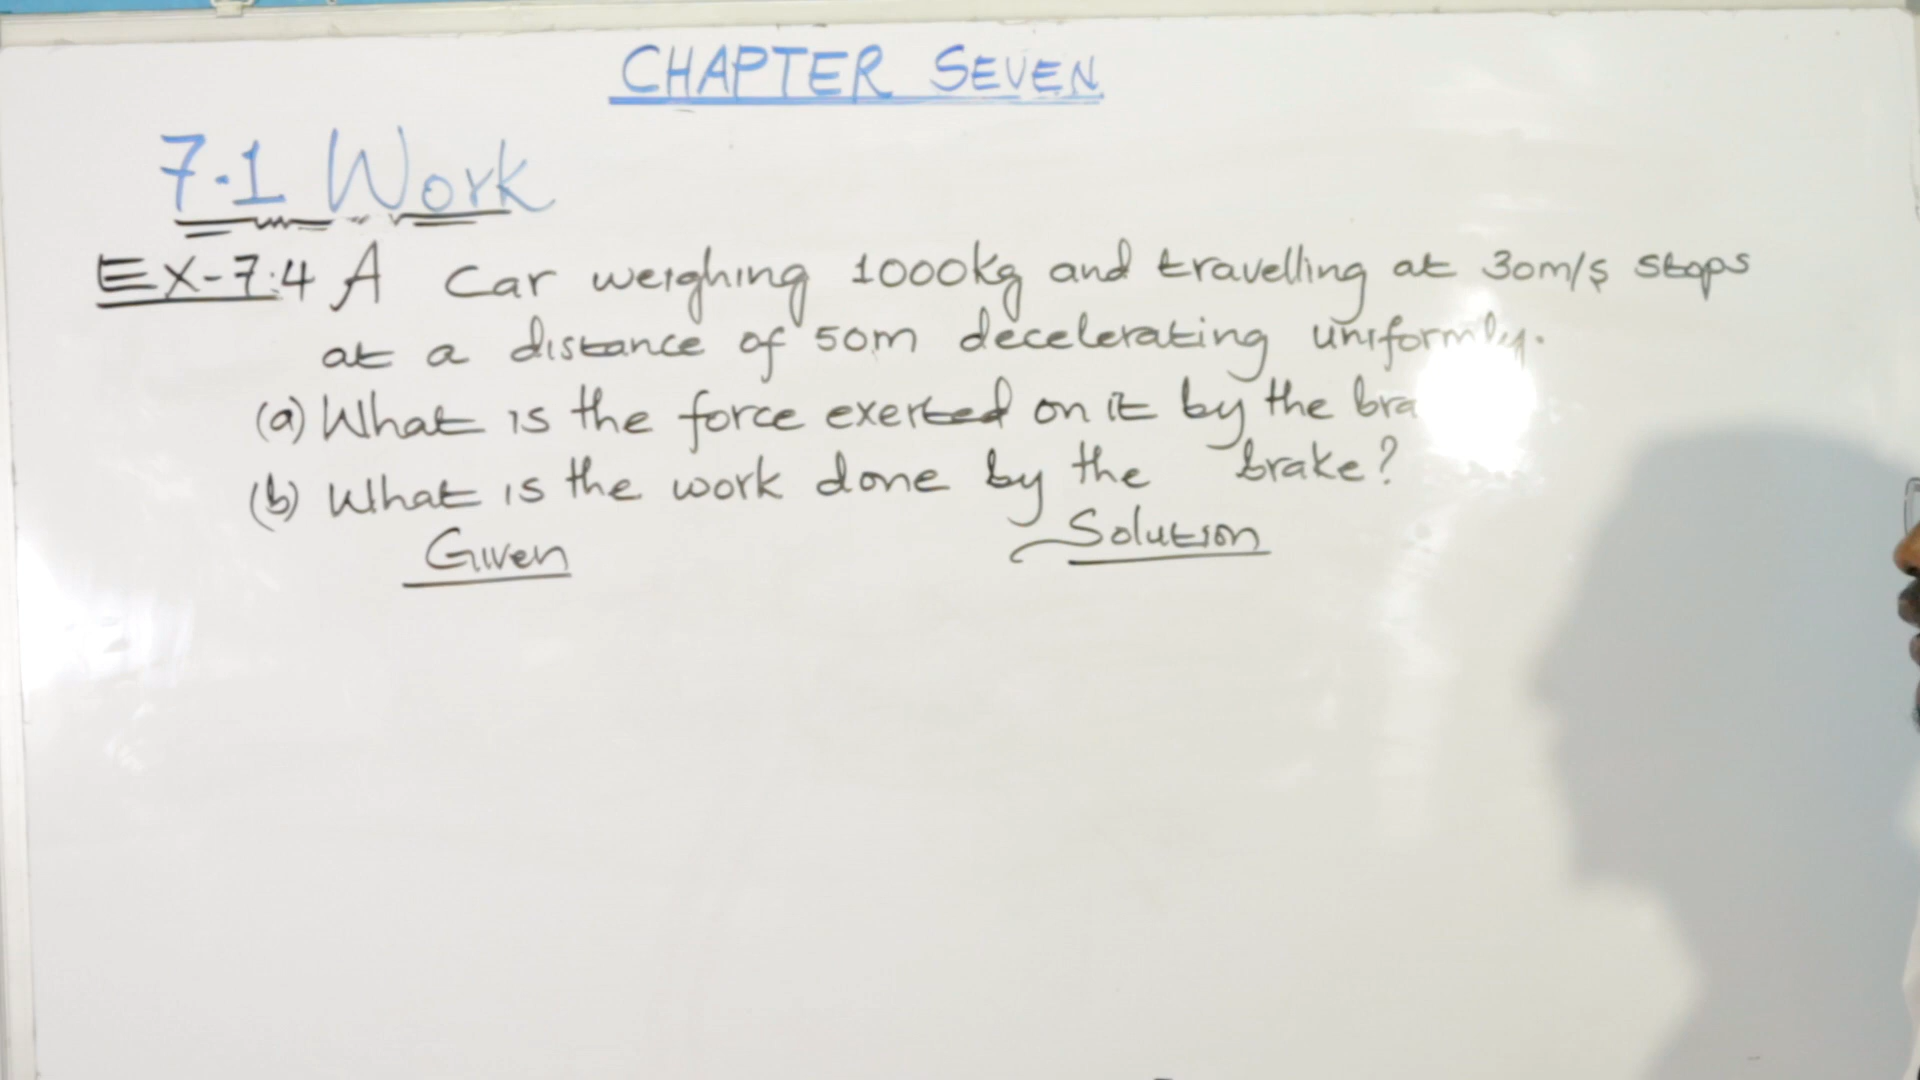 CHAPTER SEVEN
7.1 Work
EX-7.4 A Car weighing 1000kg and travelling at 30m/s stops
at a distance of 50m decelerating uniformly.
(a) What is the force exerted on it by the
(b) What is the work done by the brake?
Given Solution